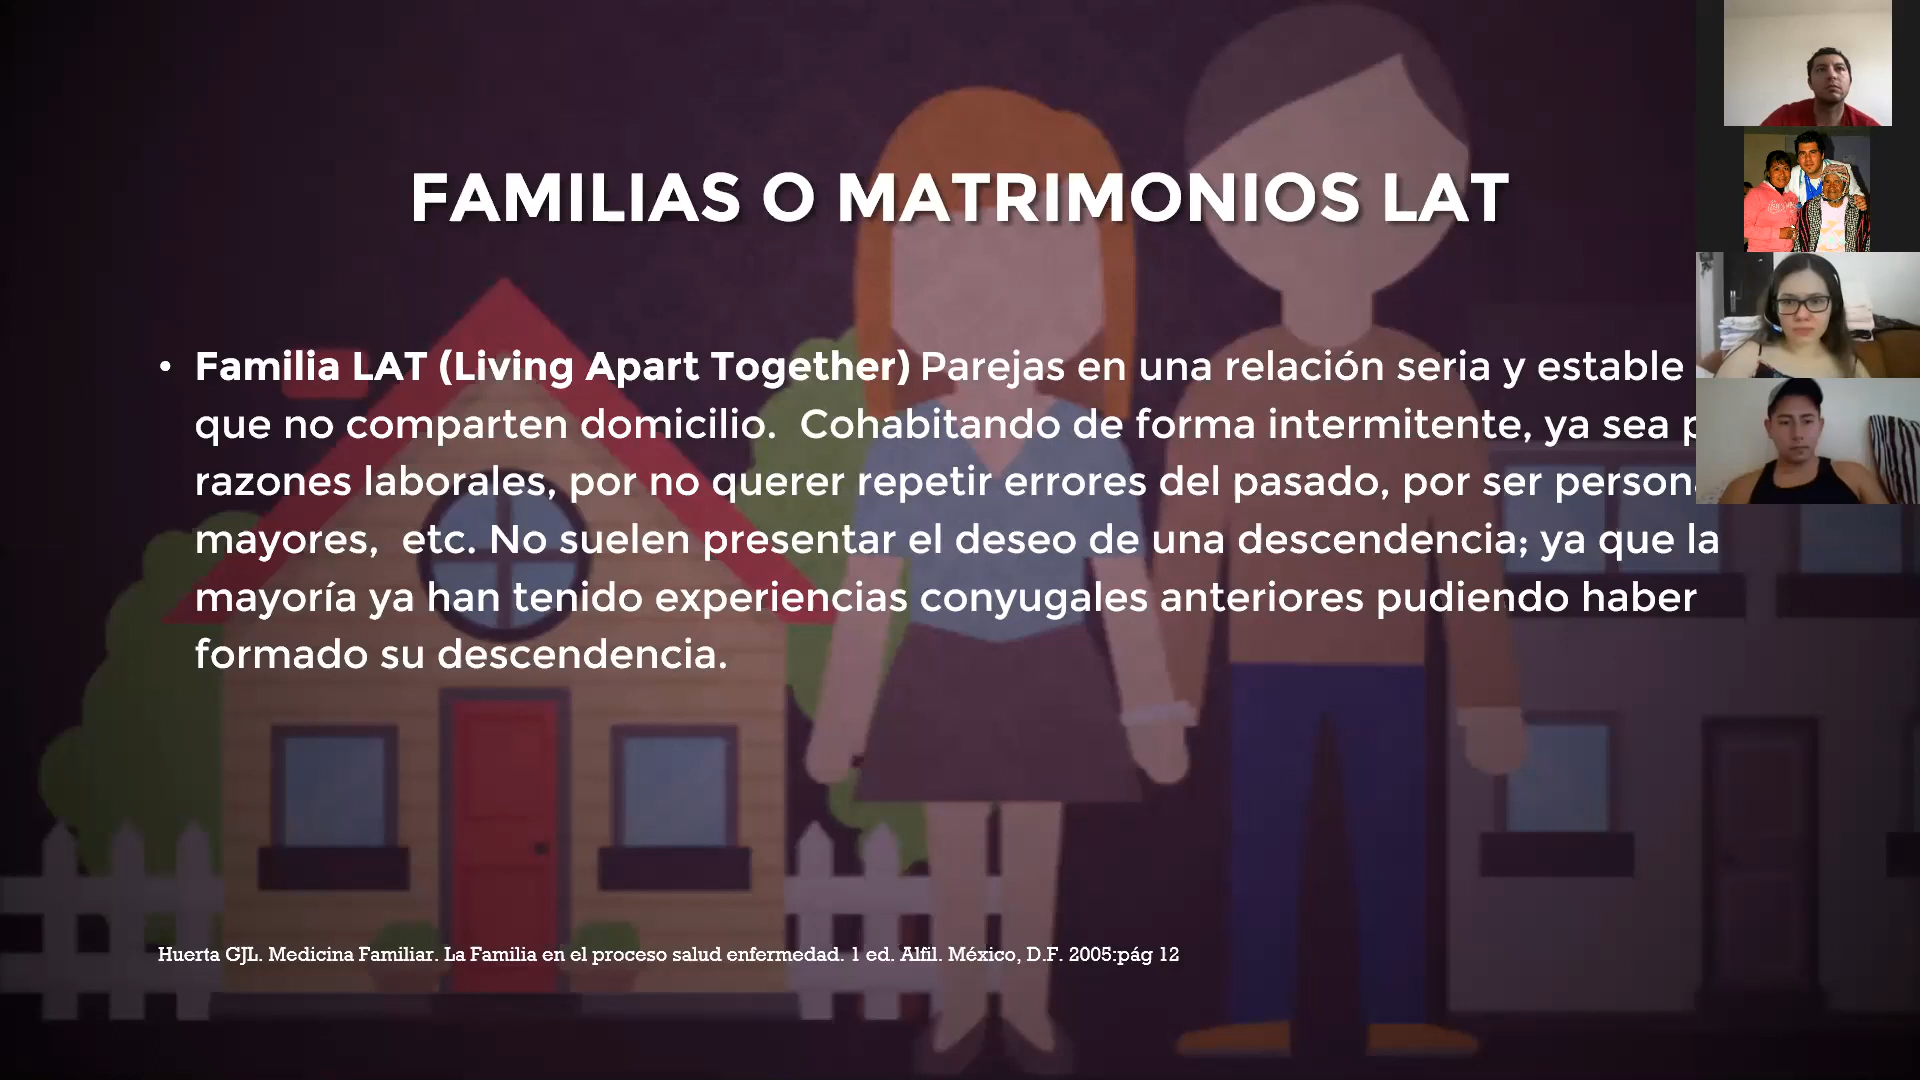 FAMILIAS O MATRIMONIOS LAT
• Familia LAT (Living Apart Together) Parejas en una relación seria y estable
que no comparten domicilio.  Cohabitando de forma intermitente, ya sea
razones laborales, por no querer repetir errores del pasado, por ser
mayores,  etc. No suelen presentar el deseo de una descendencia; ya que la
mayoría ya han tenido experiencias conyugales anteriores pudiendo haber
formado su descendencia.
Huerta GJL. Medicina Familiar. La Familia en el proceso salud enfermedad. 1 ed. Alfil. México, D.F. 2005:pág 12